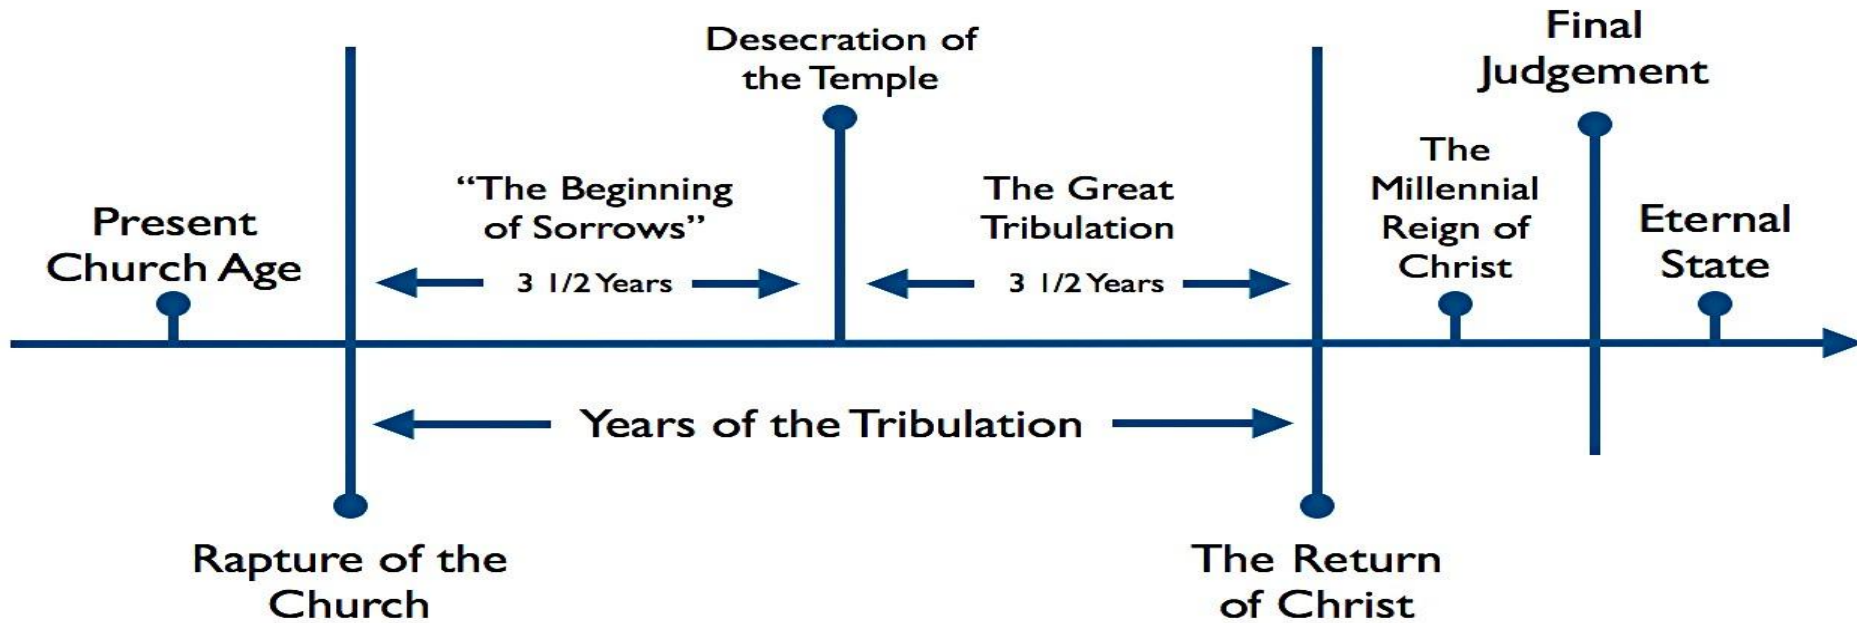 Present
Church Age
"The Beginning
of Sorrows"
3 1/2 Years
Desecration of
the Temple
The Great
Tribulation
3 1/2 Years
The
Millennial
Reign of
Christ
Final
Judgement
Eternal
State
Years of the Tribulation
Rapture of the
Church
The Return
of Christ